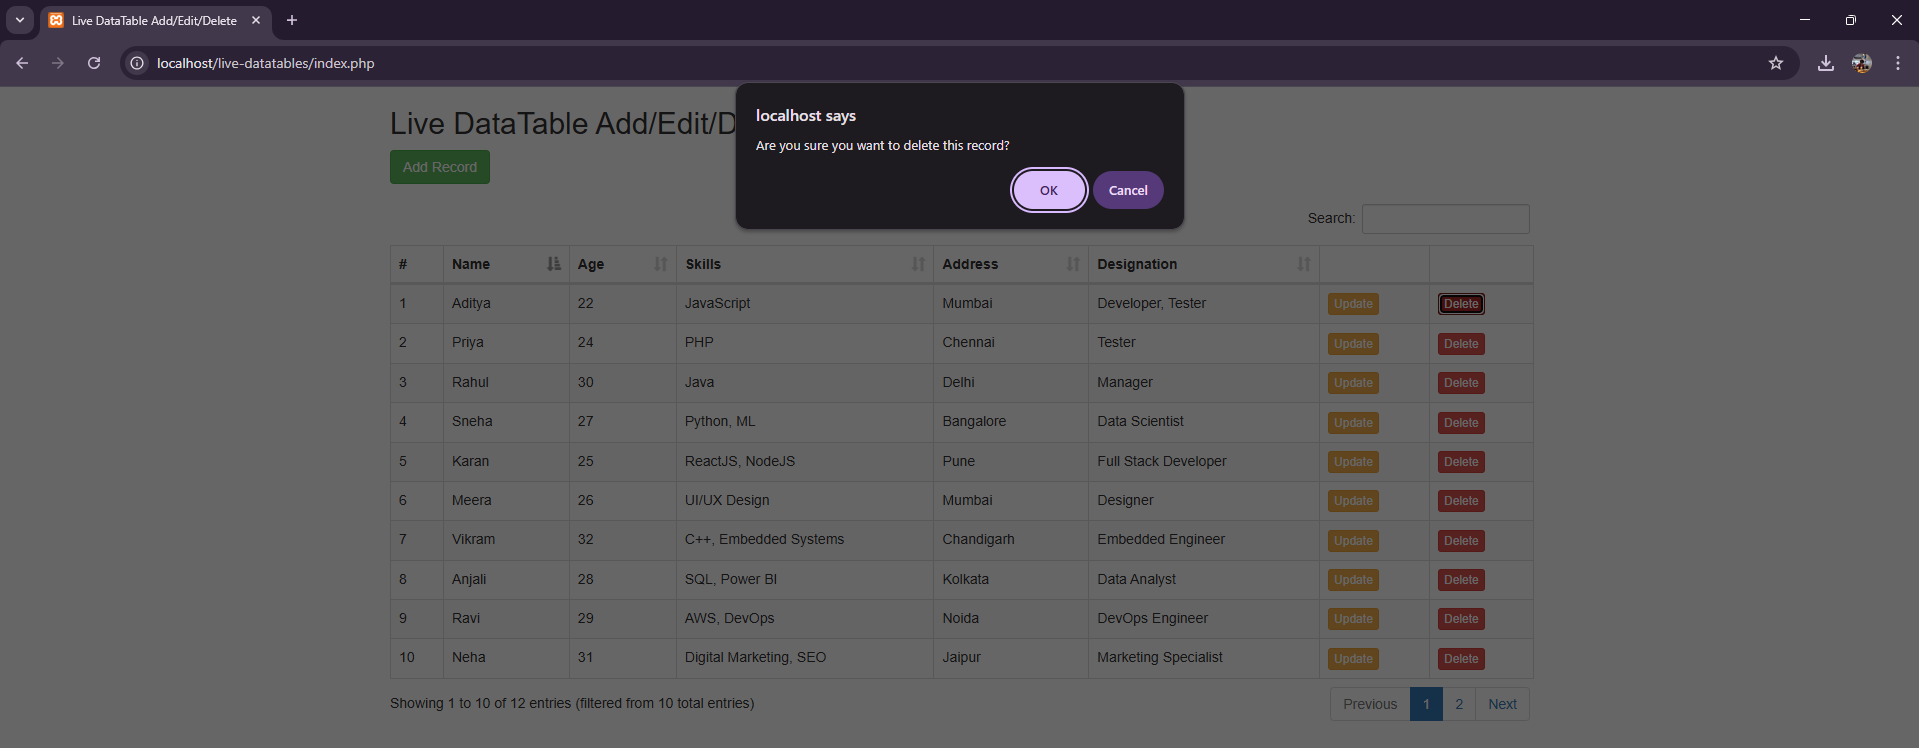 Live DataTable Add/Edit/Delete
localhost/live-datatables/index.php
localhost says
Are you sure you want to delete this record?
OK Cancel
Live DataTable Add/Edit/D
Add Record
Search:
# Name Age Skills Address Designation
1 Aditya 22 JavaScript Mumbai Developer, Tester Update Delete
2 Priya 24 PHP Chennai Tester Update Delete
3 Rahul 30 Java Delhi Manager Update Delete
4 Sneha 27 Python, ML Bangalore Data Scientist Update Delete
5 Karan 25 ReactJS, NodeJS Pune Full Stack Developer Update Delete
6 Meera 26 UI/UX Design Mumbai Designer Update Delete
7 Vikram 32 C++, Embedded Systems Chandigarh Embedded Engineer Update Delete
8 Anjali 28 SQL, Power BI Kolkata Data Analyst Update Delete
9 Ravi 29 AWS, DevOps Noida DevOps Engineer Update Delete
10 Neha 31 Digital Marketing, SEO Jaipur Marketing Specialist Update Delete
Showing 1 to 10 of 12 entries (filtered from 10 total entries)
Previous 1 2 Next